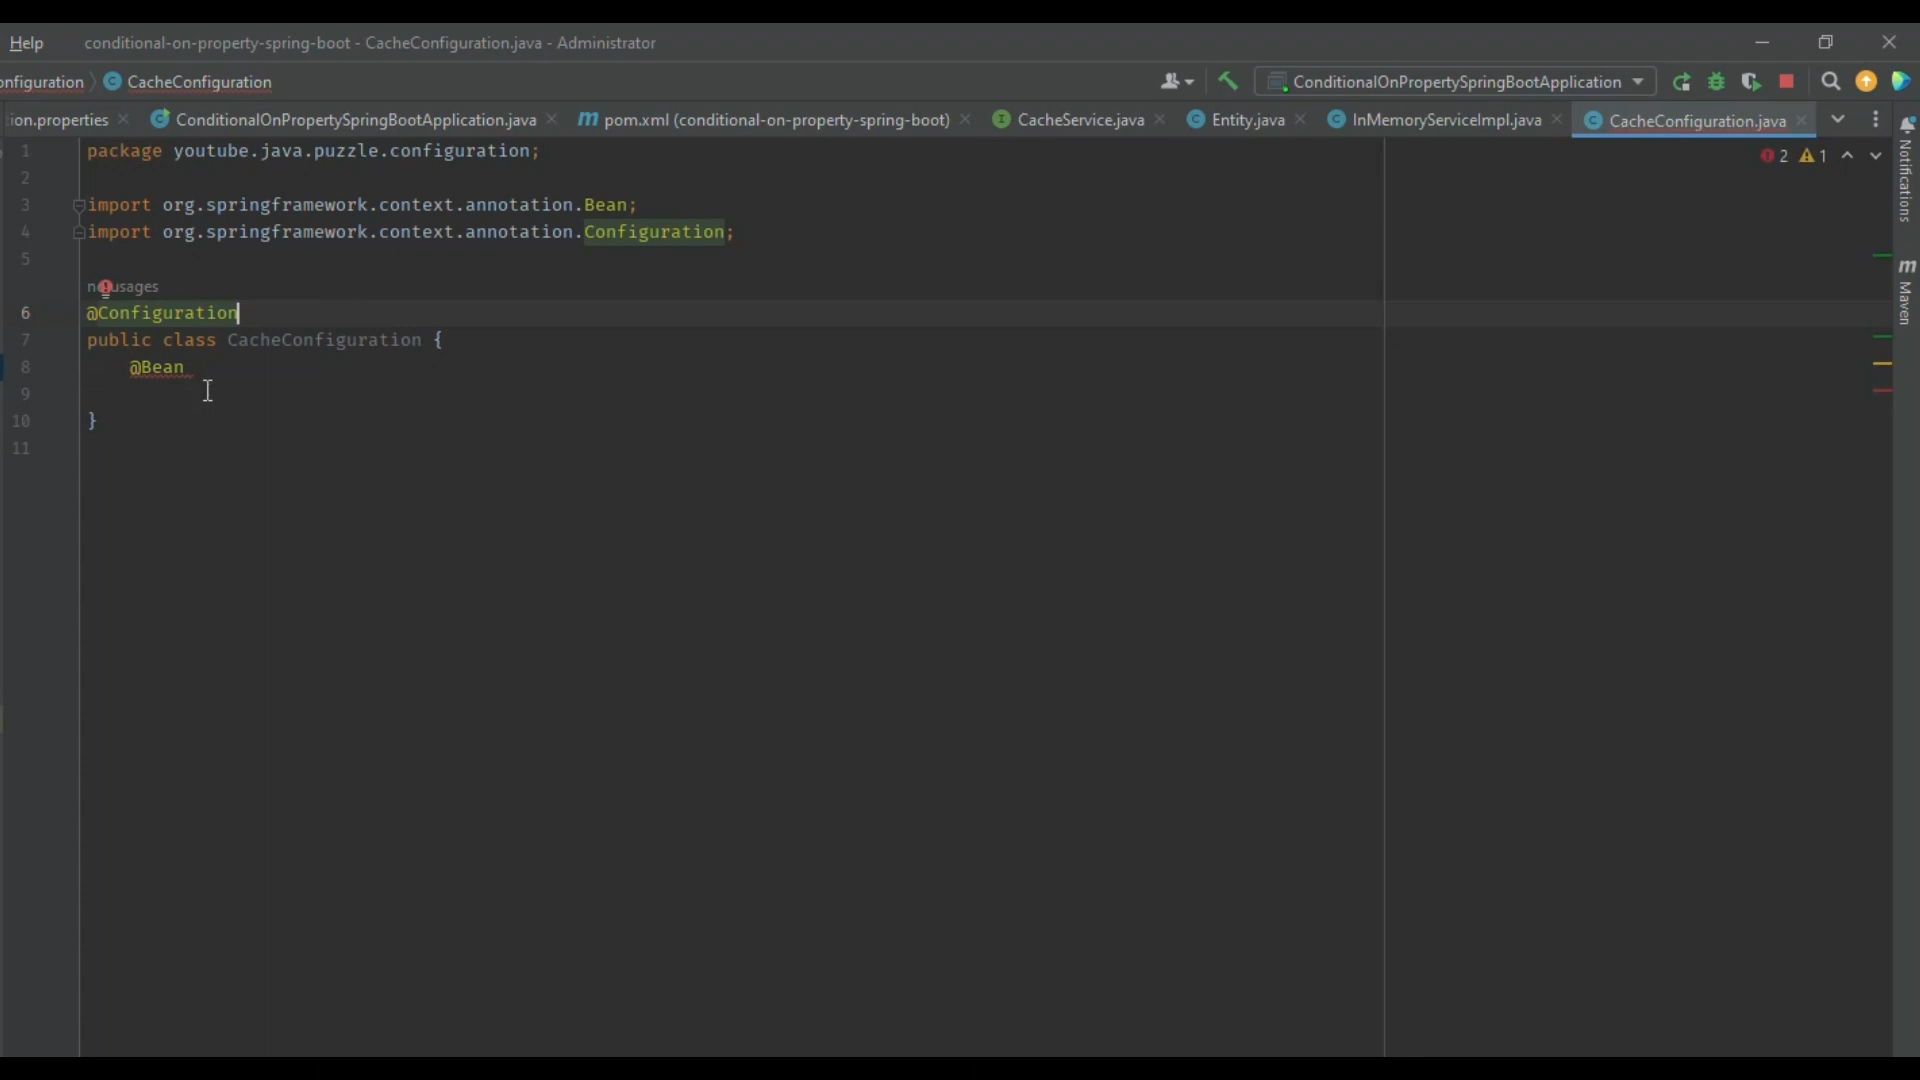 Help conditional-on-property-spring-boot - CacheConfiguration.java - Administrator
onfiguration CacheConfiguration ConditionalOnPropertySpringBootApplication
ion.properties ConditionalOnPropertySpringBootApplication.java m pom.xml (conditional-on-property-spring-boot) I CacheService.java C Entity.java C InMemoryServiceImpl.java C CacheConfiguration.java
1 package youtube.java.puzzle.configuration; 2 1
2
3 import org.springframework.context.annotation.Bean;
4 import org.springframework.context.annotation.Configuration;
5
usages
6 @Configuration
7 public class CacheConfiguration {
8 @Bean
9
10 }
11
Notifications
m Maven